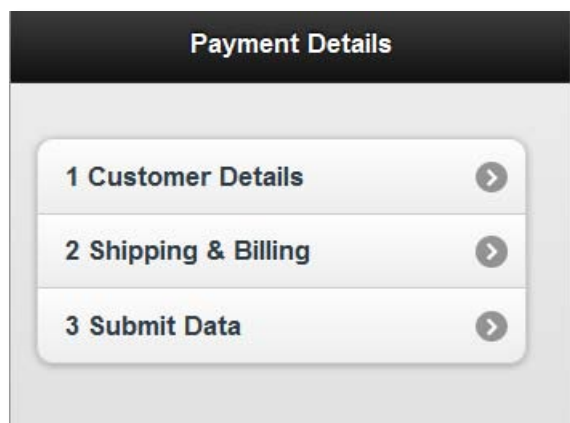 Payment Details
1 Customer Details
2 Shipping & Billing
3 Submit Data